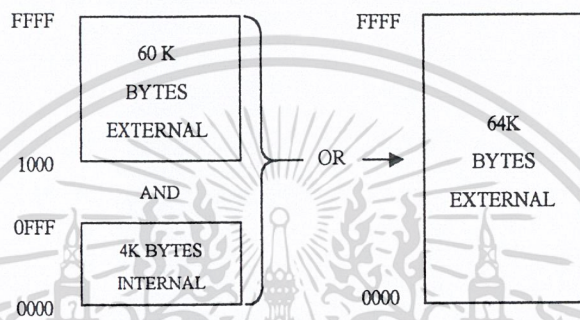 FFFF
60 K
BYTES
EXTERNAL
1000
AND
0FFF
4K BYTES
INTERNAL
0000
OR
FFFF
64K
BYTES
EXTERNAL
0000